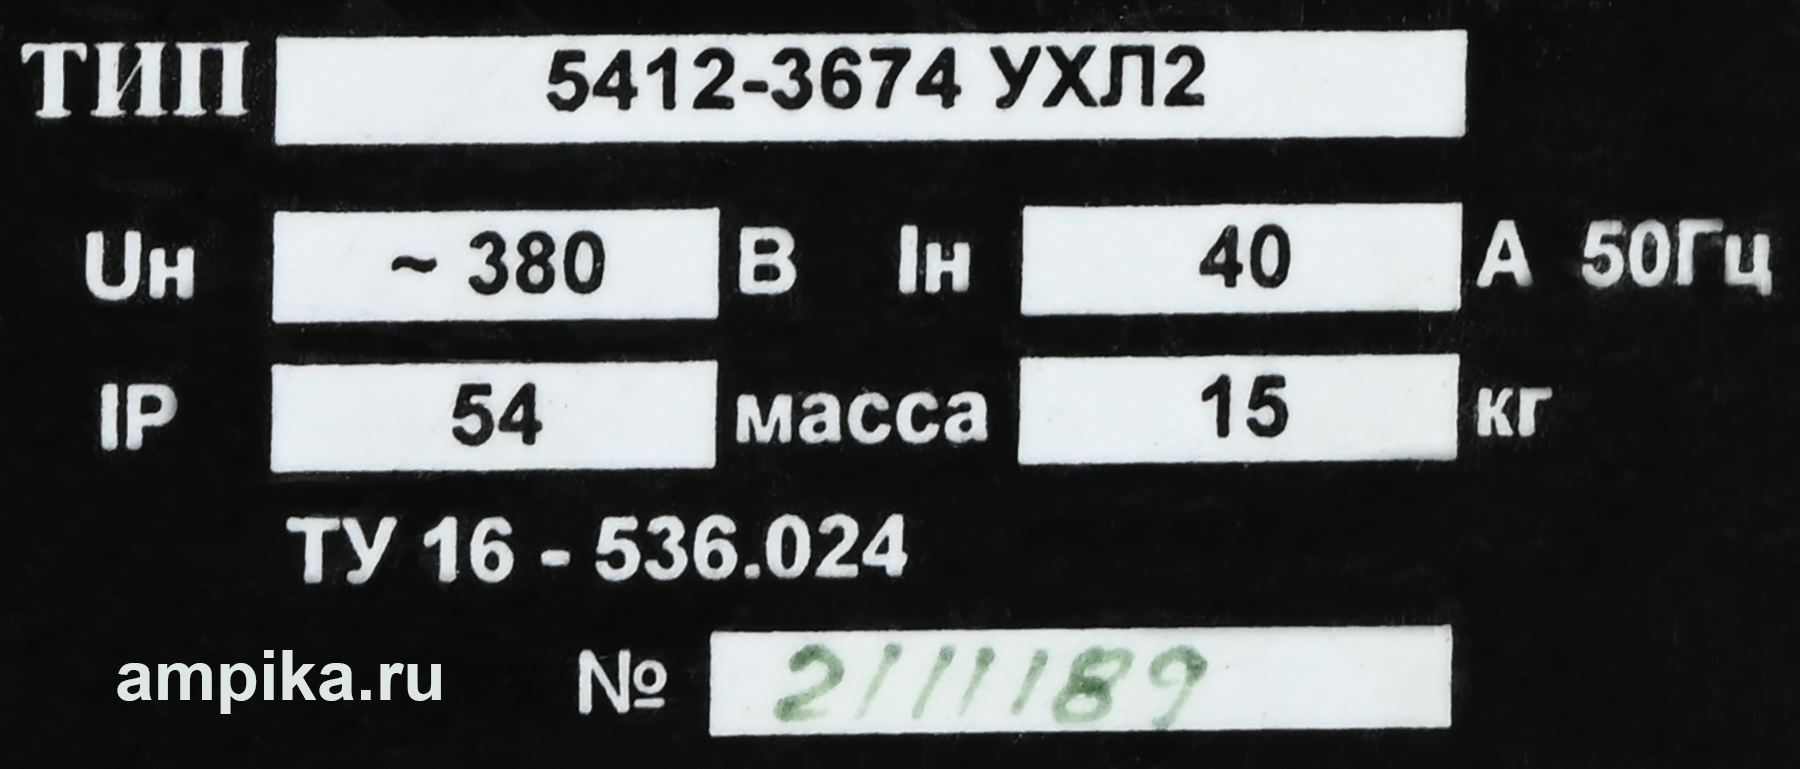 ТИП 5412-3674 УХЛ2
Uн ~ 380 В Iн 40 А 50Гц
IP 54 масса 15 кг
ТУ 16 - 536.024
ampika.ru № 2111189